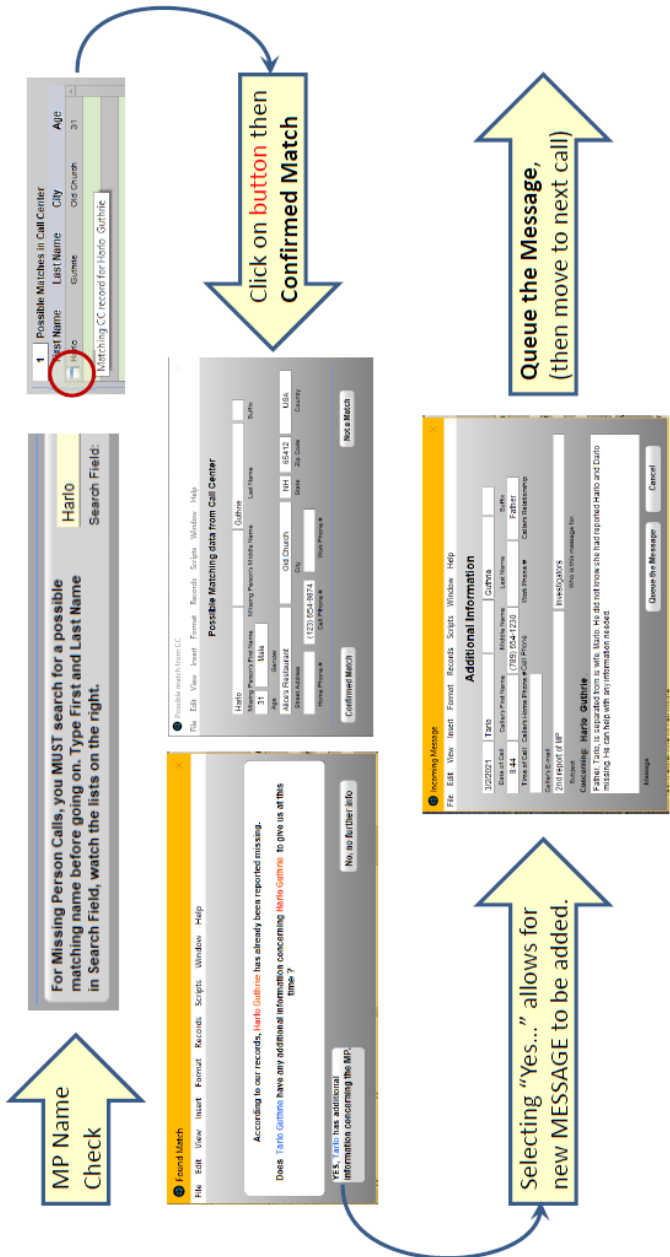 MP Name
Check
For Missing Person Calls, you MUST search for a possible
matching name before going on. Type First and Last Name
in Search Field, watch the lists on the right.
Harlo
Search Field:
1 Possible Matches in Call Center
First Name Last Name City Age
Harlo Guthrie Old Church 31
Matching CC record for Harlo Guthrie
Click on button then
Confirmed Match
Possible match from CC
File Edit View Insert Format Records Scripts Window Help
Possible Matching data from Call Center
Harlo Guthrie
Missing Person's First Name Missing Person's Middle Name Last Name Suffix
31 Male
Age Gender
Alice's Restaurant Old Church NH 65412 USA
Street Address City State Zip Code Country
(123) 654-9874
Home Phone # Cell Phone # Work Phone #
Confirmed Match Not a Match
Found Match
File Edit View Insert Format Records Scripts Window Help
According to our records, Harlo Guthrie has already been reported missing.
Does Tarlo Guthrie have any additional information concerning Harlo Guthrie to give us at this
time ?
YES, Tarlo has additional
information concerning the MP.
No, no further info
Selecting “Yes...” allows for
new MESSAGE to be added.
Incoming Message
File Edit View Insert Format Records Scripts Window Help
Additional Information
3/2/2021 Tarlo Guthrie
Date of Call Caller's First Name Middle Name Last Name Suffix
8:44 (789) 654-1230 Father
Time of Call Caller's Home Phone # Cell Phone Work Phone # Caller's Relationship
Caller's E-mail
2nd report of MP Investigators
Subject Who is this message for
Concerning: Harlo Guthrie
Father, Tarlo, is separated from is wife, Marlo. He did not know she had reported Harlo and Darlo
missing. He can help with any information needed.
Message
Queue the Message Cancel
Queue the Message,
(then move to next call)